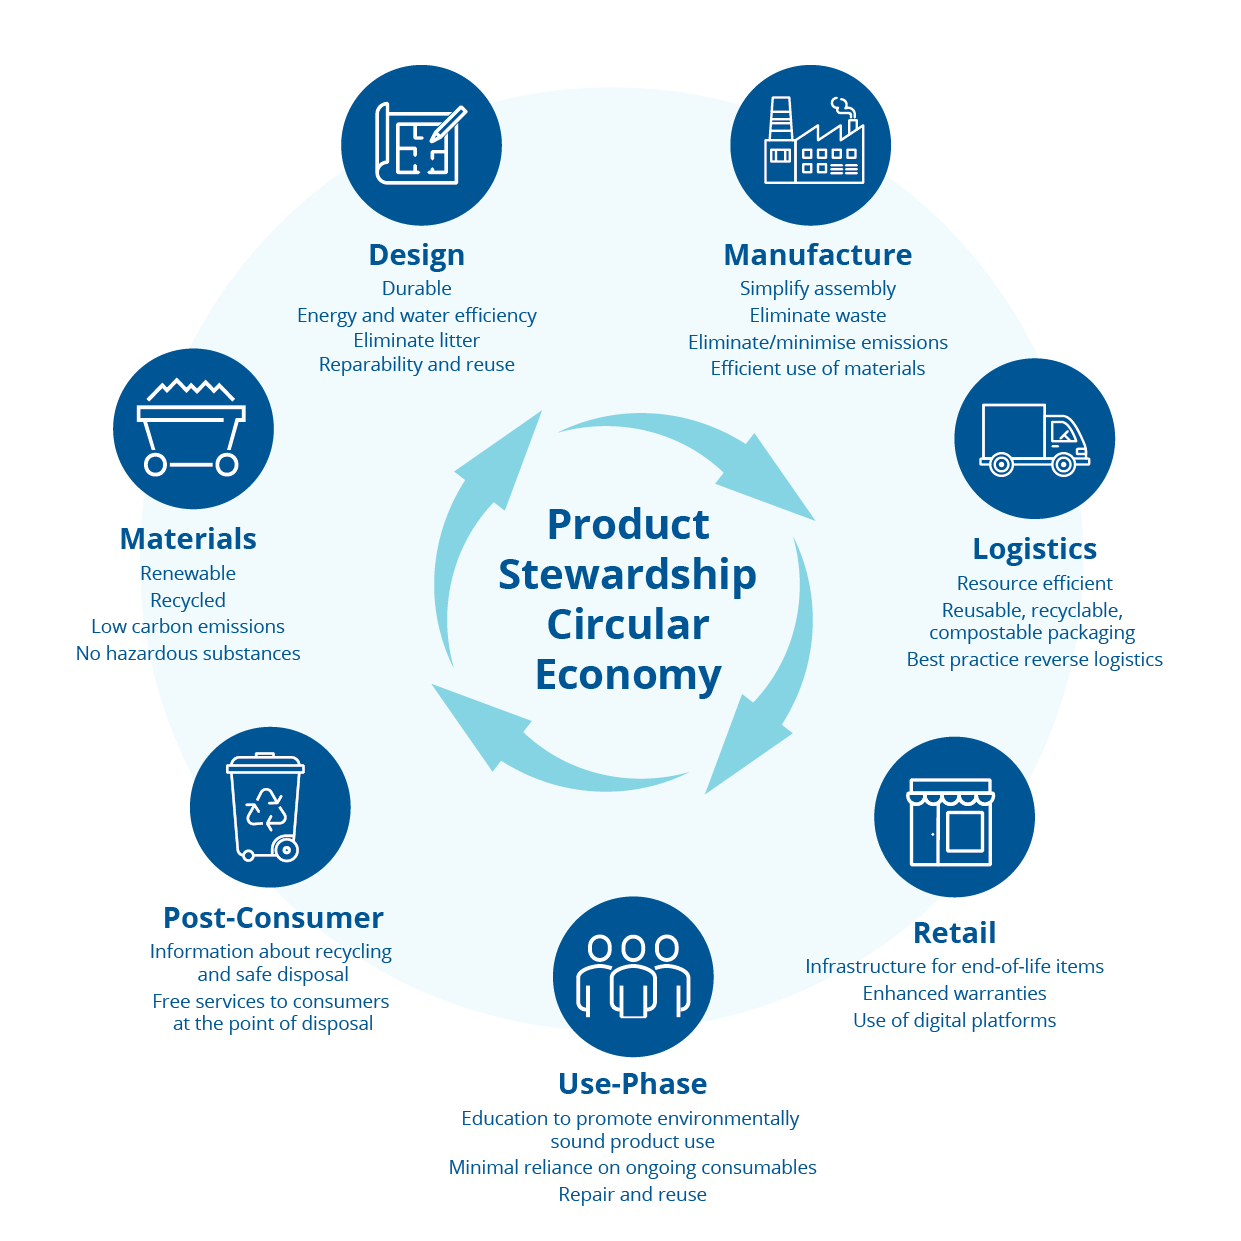 Design
Durable
Energy and water efficiency
Eliminate litter
Reparability and reuse
Manufacture
Simplify assembly
Eliminate waste
Eliminate/minimise emissions
Efficient use of materials
Materials
Renewable
Recycled
Low carbon emissions
No hazardous substances
Product
Stewardship
Circular
Economy
Logistics
Resource efficient
Reusable, recyclable,
compostable packaging
Best practice reverse logistics
Post-Consumer
Information about recycling
and safe disposal
Free services to consumers
at the point of disposal
Retail
Infrastructure for end-of-life items
Enhanced warranties
Use of digital platforms
Use-Phase
Education to promote environmentally
sound product use
Minimal reliance on ongoing consumables
Repair and reuse